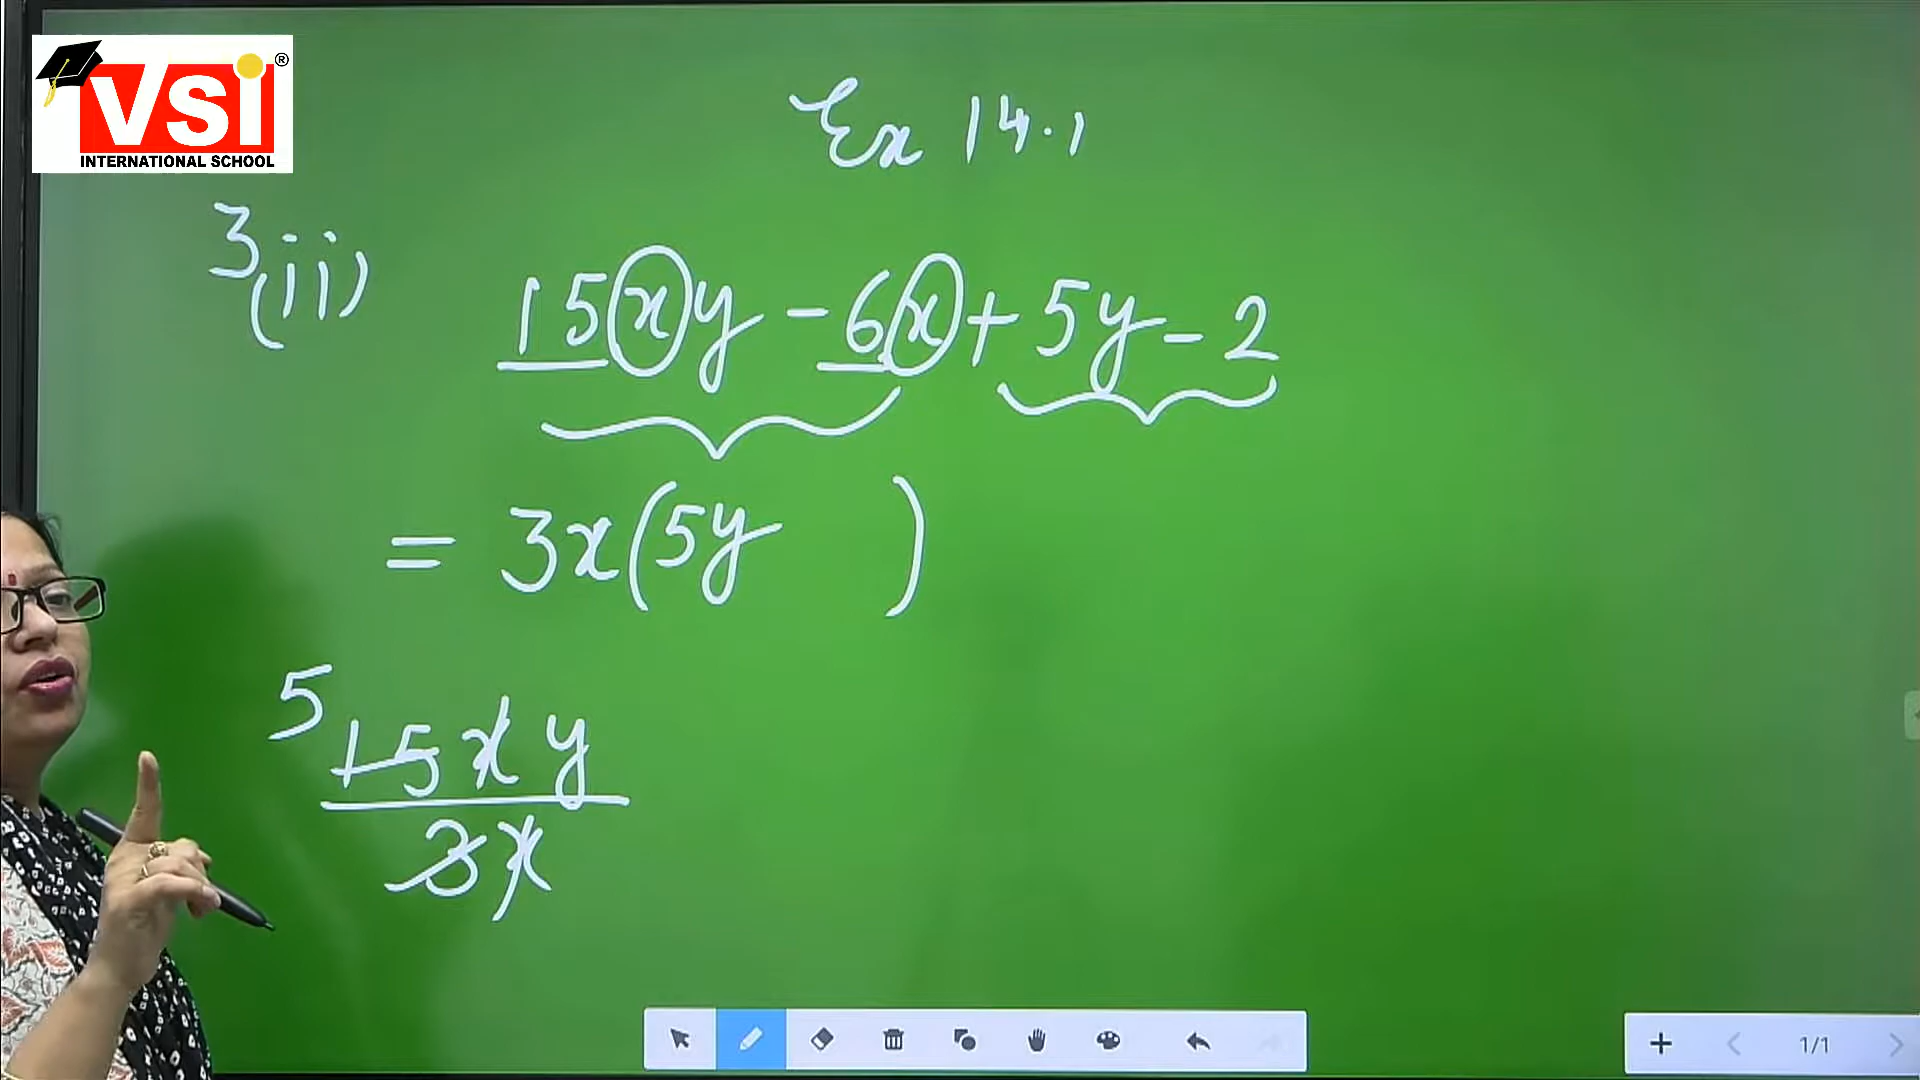 VSI ®
INTERNATIONAL SCHOOL
Ex 14.1
3(ii)
15xy - 6x + 5y - 2
= 3x(5y )
5
15xy
3x
1/1